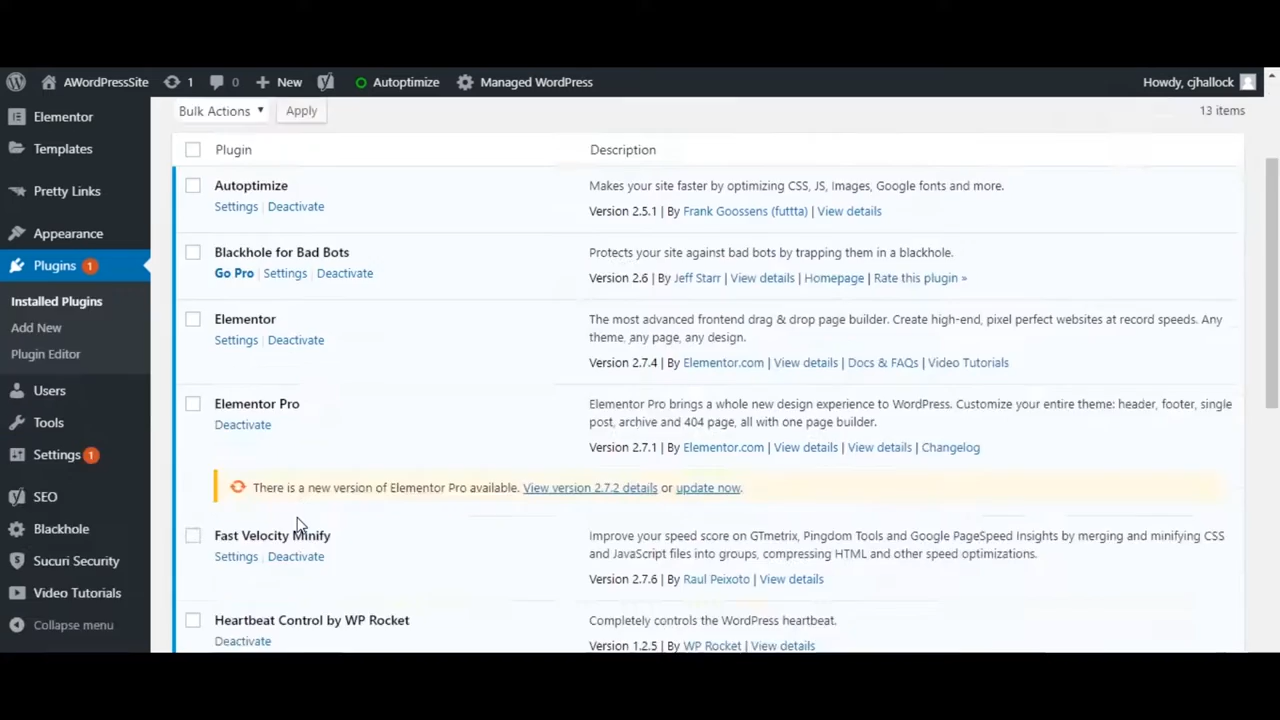 AWordPressSite 1 0 New Autoptimize Managed WordPress Howdy, cjhallock
Elementor
Templates
Pretty Links
Appearance
Plugins 1
Installed Plugins
Add New
Plugin Editor
Users
Tools
Settings 1
SEO
Blackhole
Sucuri Security
Video Tutorials
Collapse menu
Bulk Actions Apply 13 items
Plugin Description
Autoptimize
Settings | Deactivate
Makes your site faster by optimizing CSS, JS, Images, Google fonts and more.
Version 2.5.1 | By Frank Goossens (futtta) | View details
Blackhole for Bad Bots
Go Pro | Settings | Deactivate
Protects your site against bad bots by trapping them in a blackhole.
Version 2.6 | By Jeff Starr | View details | Homepage | Rate this plugin »
Elementor
Settings | Deactivate
The most advanced frontend drag & drop page builder. Create high-end, pixel perfect websites at record speeds. Any
theme, any page, any design.
Version 2.7.4 | By Elementor.com | View details | Docs & FAQs | Video Tutorials
Elementor Pro
Deactivate
Elementor Pro brings a whole new design experience to WordPress. Customize your entire theme: header, footer, single
post, archive and 404 page, all with one page builder.
Version 2.7.1 | By Elementor.com | View details | View details | Changelog
There is a new version of Elementor Pro available. View version 2.7.2 details or update now.
Fast Velocity Minify
Settings | Deactivate
Improve your speed score on GTmetrix, Pingdom Tools and Google PageSpeed Insights by merging and minifying CSS
and JavaScript files into groups, compressing HTML and other speed optimizations.
Version 2.7.6 | By Raul Peixoto | View details
Heartbeat Control by WP Rocket
Deactivate
Completely controls the WordPress heartbeat.
Version 1.2.5 | By WP Rocket | View details